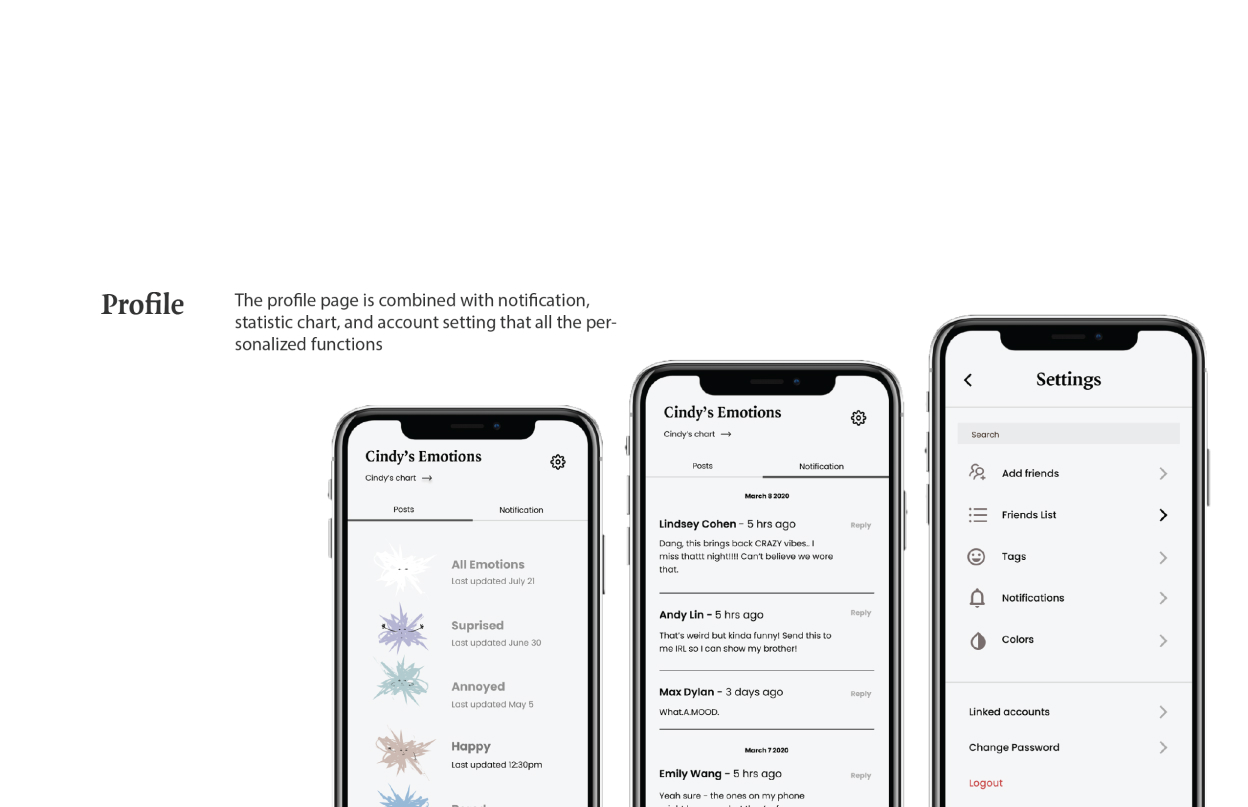 Profile
The profile page is combined with notification,
statistic chart, and account setting that all the per-
sonalized functions
Cindy's Emotions
Cindy's chart →
Posts
Notification
All Emotions
Last updated July 21
Suprised
Last updated June 30
Annoyed
Last updated May 5
Happy
Last updated 12:30pm
Cindy's Emotions
Cindy's chart →
Posts
Notification
March 8 2020
Lindsey Cohen - 5 hrs ago
Reply
Dang, this brings back CRAZY vibes.. I
miss thattt night!!!! Can't believe we wore
that.
Andy Lin - 5 hrs ago
Reply
That's weird but kinda funny! Send this to
me IRL so I can show my brother!
Max Dylan - 3 days ago
Reply
What.A.MOOD.
March 7 2020
Emily Wang - 5 hrs ago
Reply
Yeah sure - the ones on my phone
Settings
Search
Add friends
Friends List
Tags
Notifications
Colors
Linked accounts
Change Password
Logout